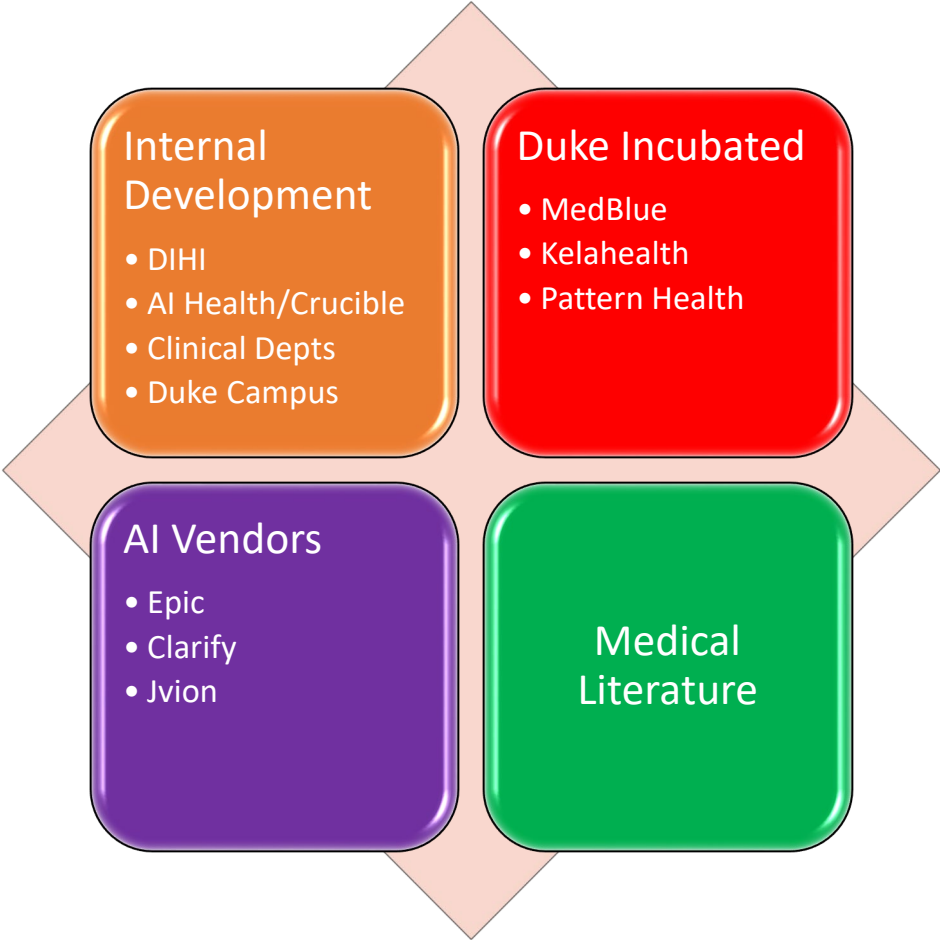 Internal
Development
• DIHI
• AI Health/Crucible
• Clinical Depts
• Duke Campus
Duke Incubated
• MedBlue
• Kelahealth
• Pattern Health
AI Vendors
• Epic
• Clarify
• Jvion
Medical
Literature